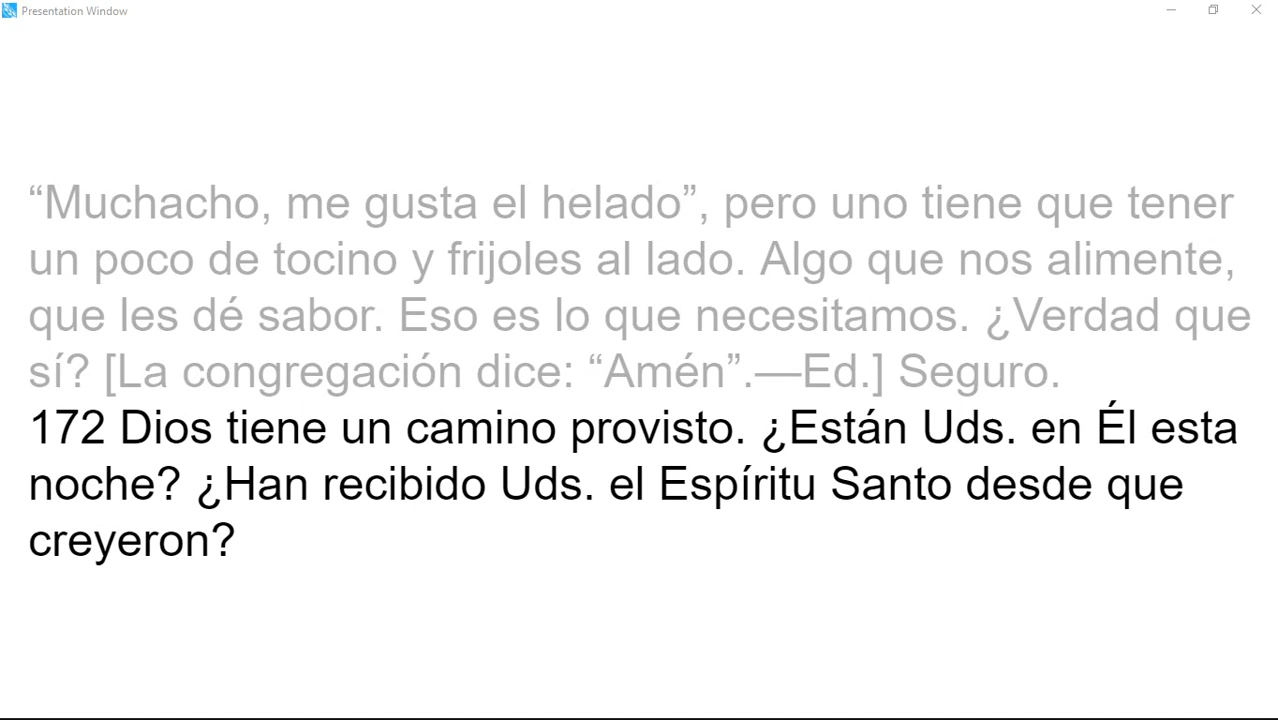 Presentation Window
“Muchacho, me gusta el helado”, pero uno tiene que tener
un poco de tocino y frijoles al lado. Algo que nos alimente,
que les dé sabor. Eso es lo que necesitamos. ¿Verdad que
sí? [La congregación dice: “Amén”.—Ed.] Seguro.
172 Dios tiene un camino provisto. ¿Están Uds. en Él esta
noche? ¿Han recibido Uds. el Espíritu Santo desde que
creyeron?